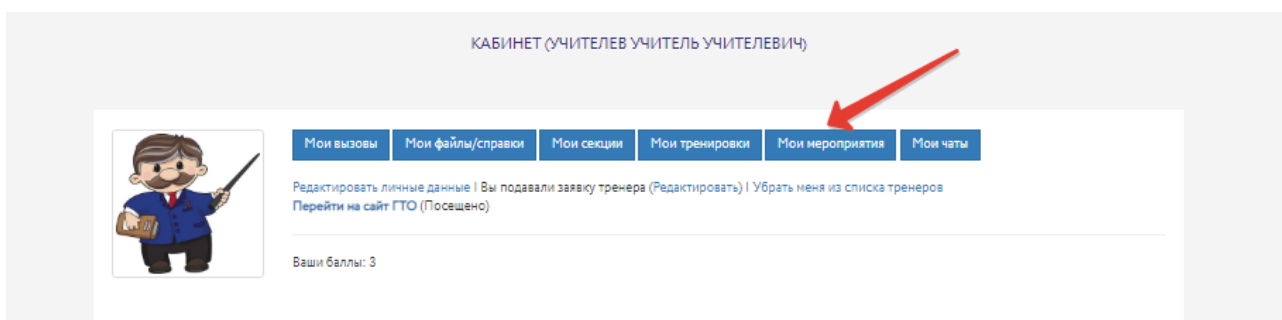 КАБИНЕТ (УЧИТЕЛЕВ УЧИТЕЛЬ УЧИТЕЛЕВИЧ)
Мои вызовы Мои файлы/справки Мои секции Мои тренировки Мои мероприятия Мои чаты
Редактировать личные данные | Вы подавали заявку тренера (Редактировать) | Убрать меня из списка тренеров
Перейти на сайт ГТО (Посещено)
Ваши баллы: 3